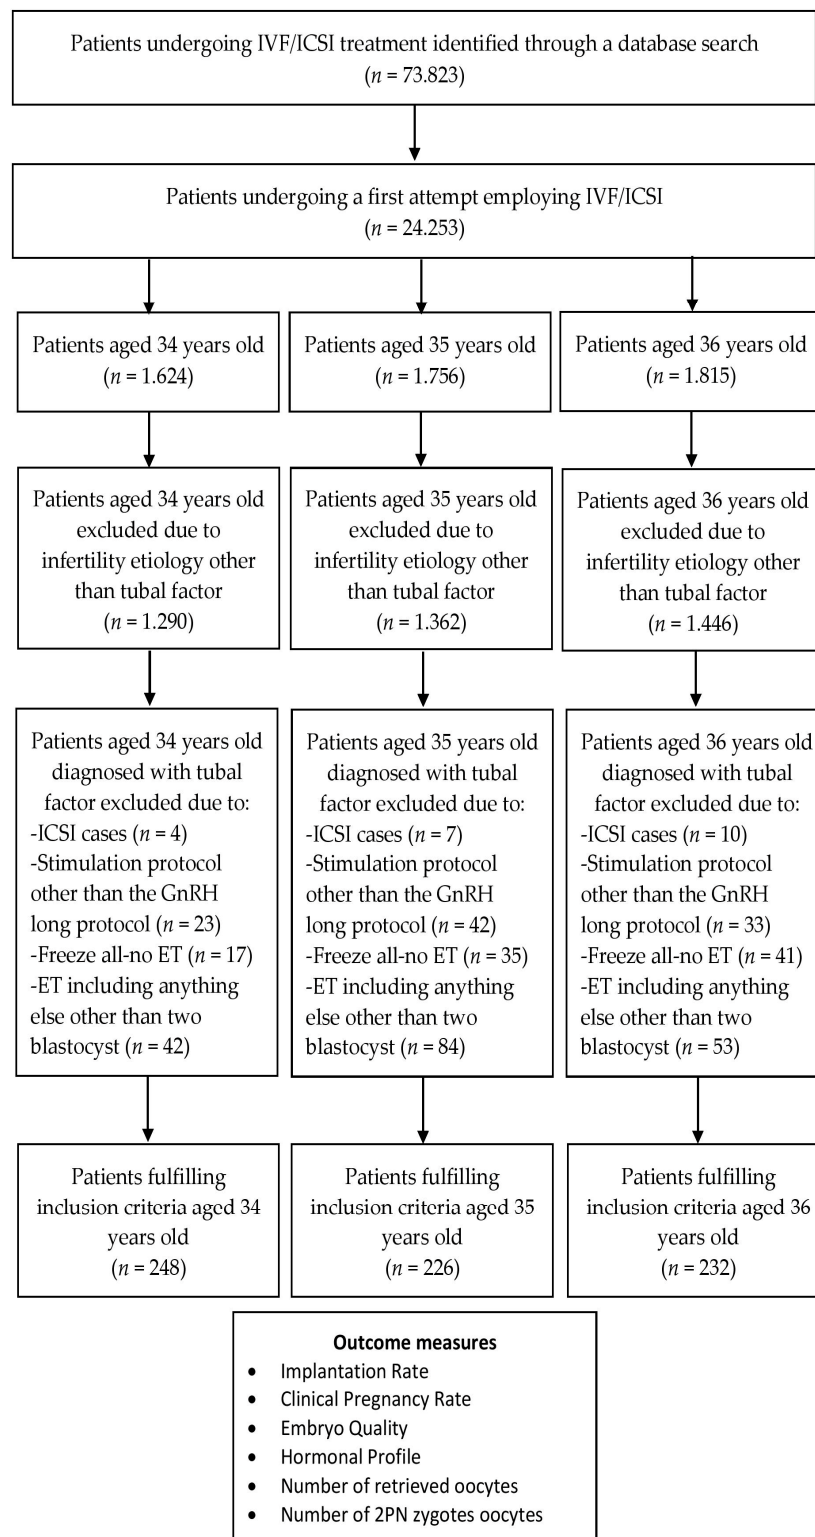 Patients undergoing IVF/ICSI treatment identified through a database search
(n = 73.823)
Patients undergoing a first attempt employing IVF/ICSI
(n = 24.253)
Patients aged 34 years old
(n = 1.624)
Patients aged 35 years old
(n = 1.756)
Patients aged 36 years old
(n = 1.815)
Patients aged 34 years old
excluded due to
infertility etiology other
than tubal factor
(n = 1.290)
Patients aged 35 years old
excluded due to
infertility etiology other
than tubal factor
(n = 1.362)
Patients aged 36 years old
excluded due to
infertility etiology other
than tubal factor
(n = 1.446)
Patients aged 34 years old
diagnosed with tubal
factor excluded due to:
-ICSI cases (n = 4)
-Stimulation protocol
other than the GnRH
long protocol (n = 23)
-Freeze all-no ET (n = 17)
-ET including anything
else other than two
blastocyst (n = 42)
Patients aged 35 years old
diagnosed with tubal
factor excluded due to:
-ICSI cases (n = 7)
-Stimulation protocol
other than the GnRH
long protocol (n = 42)
-Freeze all-no ET (n = 35)
-ET including anything
else other than two
blastocyst (n = 84)
Patients aged 36 years old
diagnosed with tubal
factor excluded due to:
-ICSI cases (n = 10)
-Stimulation protocol
other than the GnRH
long protocol (n = 33)
-Freeze all-no ET (n = 41)
-ET including anything
else other than two
blastocyst (n = 53)
Patients fulfilling
inclusion criteria aged 34
years old
(n = 248)
Patients fulfilling
inclusion criteria aged 35
years old
(n = 226)
Patients fulfilling
inclusion criteria aged 36
years old
(n = 232)
Outcome measures
• Implantation Rate
• Clinical Pregnancy Rate
• Embryo Quality
• Hormonal Profile
• Number of retrieved oocytes
• Number of 2PN zygotes oocytes